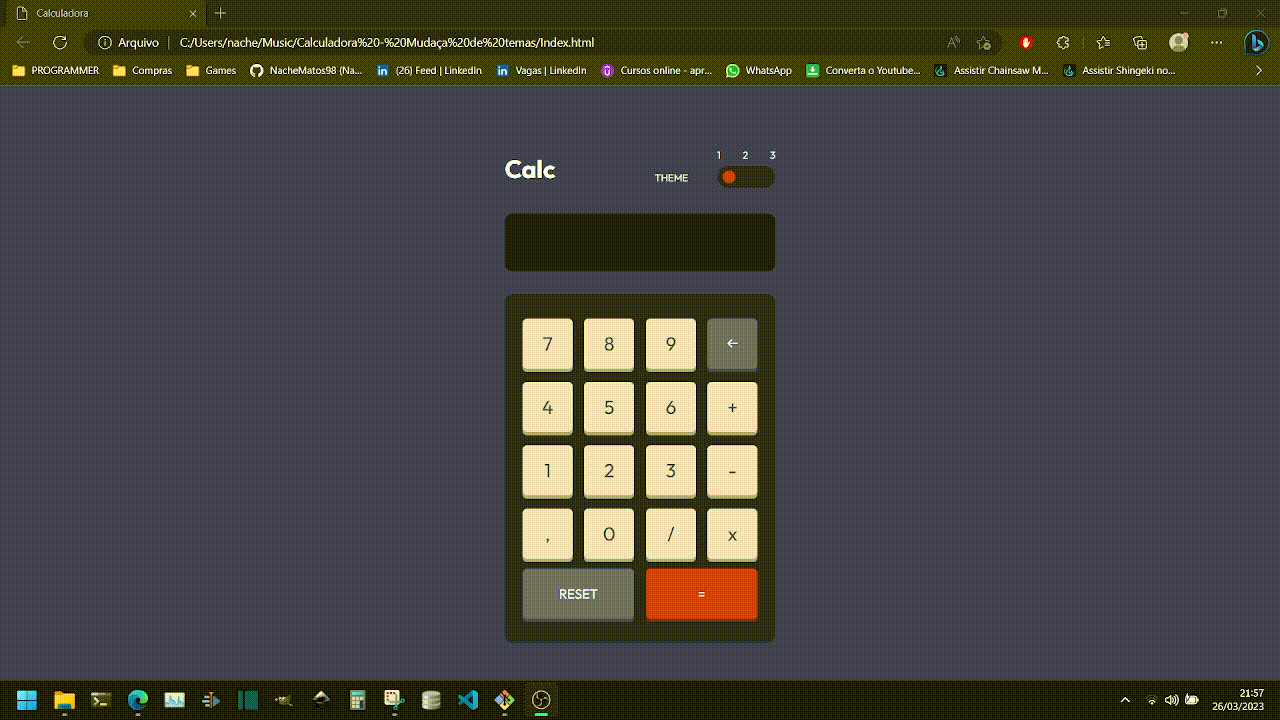 Calculadora
Arquivo C:/Users/nache/Music/Calculadora%20-%20Mudaça%20de%20temas/Index.html
PROGRAMMER Compras Games NacheMatos98 (Na... (26) Feed | LinkedIn Vagas | LinkedIn Cursos online - apr... WhatsApp Converta o Youtube... Assistir Chainsaw M... Assistir Shingeki no...
1 2 3
Calc THEME
7 8 9 ←
4 5 6 +
1 2 3 -
, 0 / x
RESET =
21:57
26/03/2023